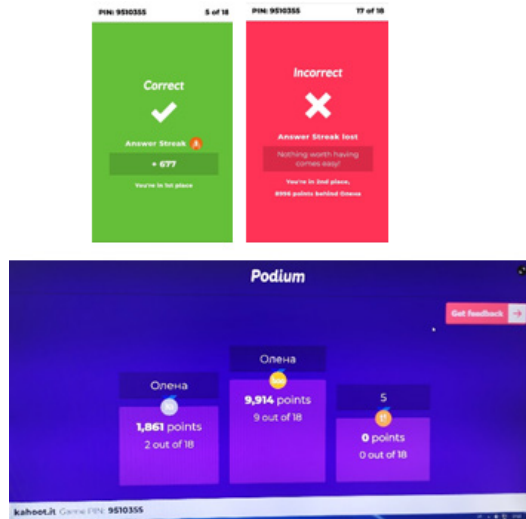 PIN: 9510355 5 of 18
Correct
Answer Streak
+ 677
You're in 1st place
PIN: 9510355 17 of 18
Incorrect
Answer Streak lost
Nothing worth having
comes easy!
You're in 2nd place,
8996 points behind Олена
Podium
Get feedback
Олена
1,861 points
2 out of 18
Олена
9,914 points
9 out of 18
5
0 points
0 out of 18
kahoot.it Game PIN: 9510355